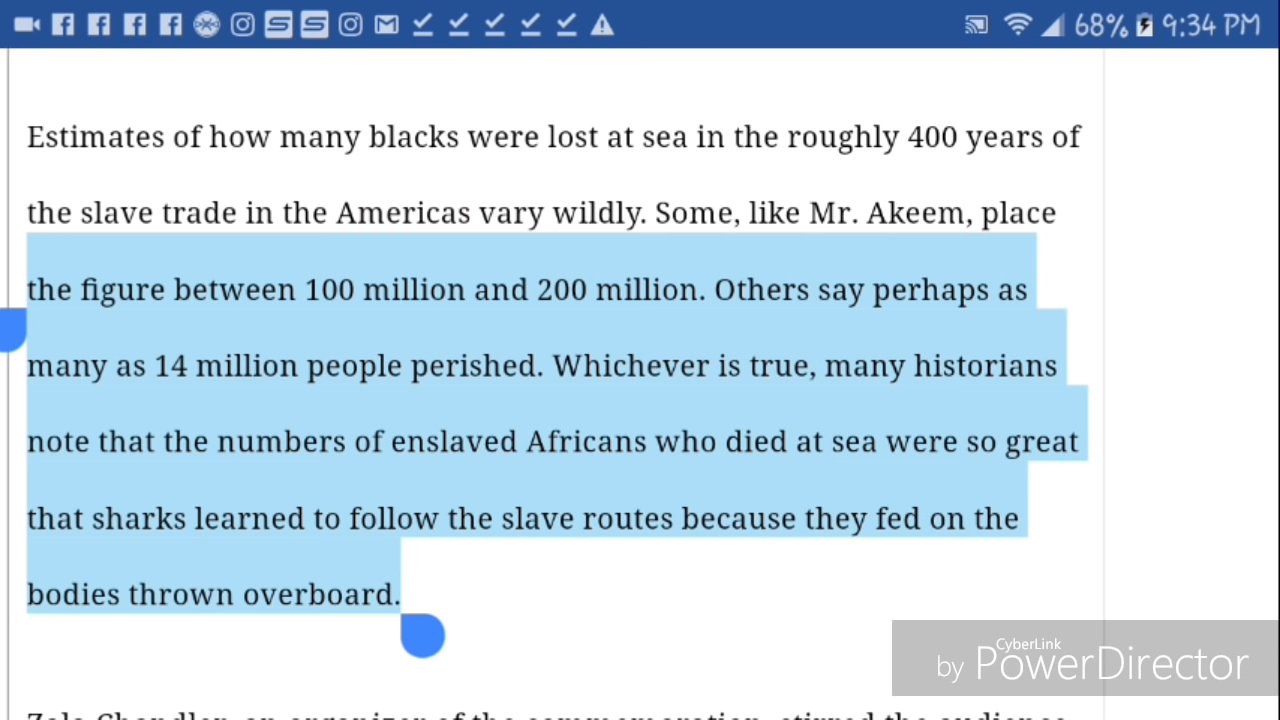 68% 9:34 PM
Estimates of how many blacks were lost at sea in the roughly 400 years of
the slave trade in the Americas vary wildly. Some, like Mr. Akeem, place
the figure between 100 million and 200 million. Others say perhaps as
many as 14 million people perished. Whichever is true, many historians
note that the numbers of enslaved Africans who died at sea were so great
that sharks learned to follow the slave routes because they fed on the
bodies thrown overboard.
CyberLink
by PowerDirector